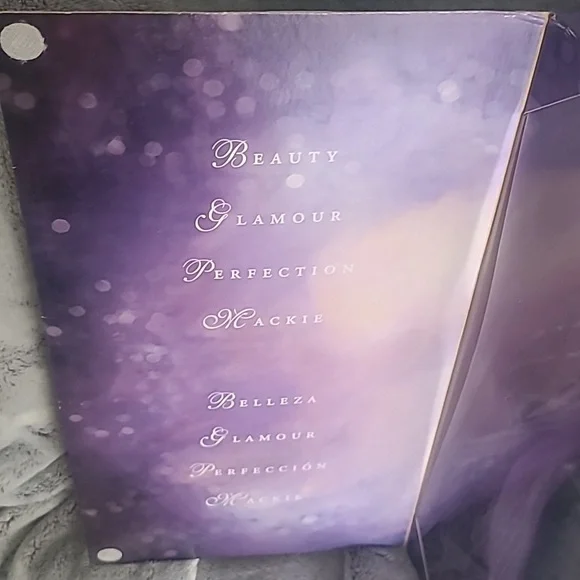 Beauty
Glamour
Perfection
Mackie
Belleza
Glamour
Perfección
Mackie